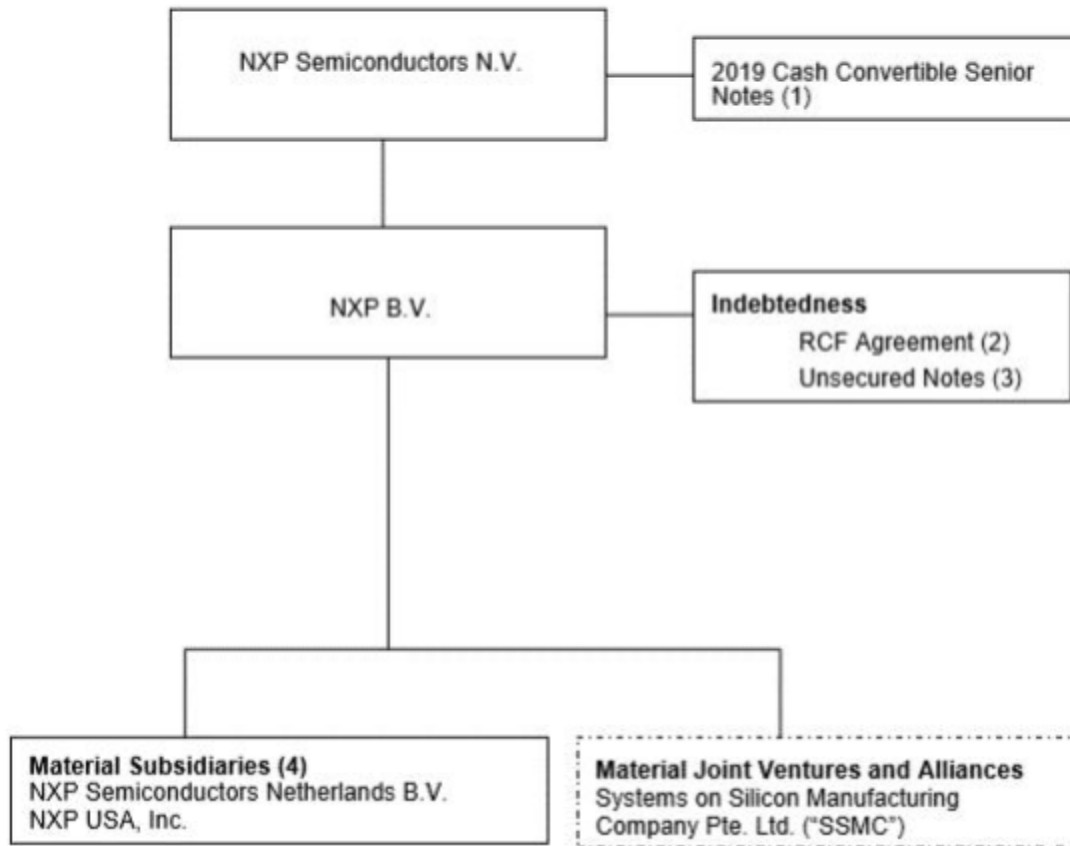 NXP Semiconductors N.V.
2019 Cash Convertible Senior
Notes (1)
NXP B.V.
Indebtedness
RCF Agreement (2)
Unsecured Notes (3)
Material Subsidiaries (4)
NXP Semiconductors Netherlands B.V.
NXP USA, Inc.
Material Joint Ventures and Alliances
Systems on Silicon Manufacturing
Company Pte. Ltd. ("SSMC")